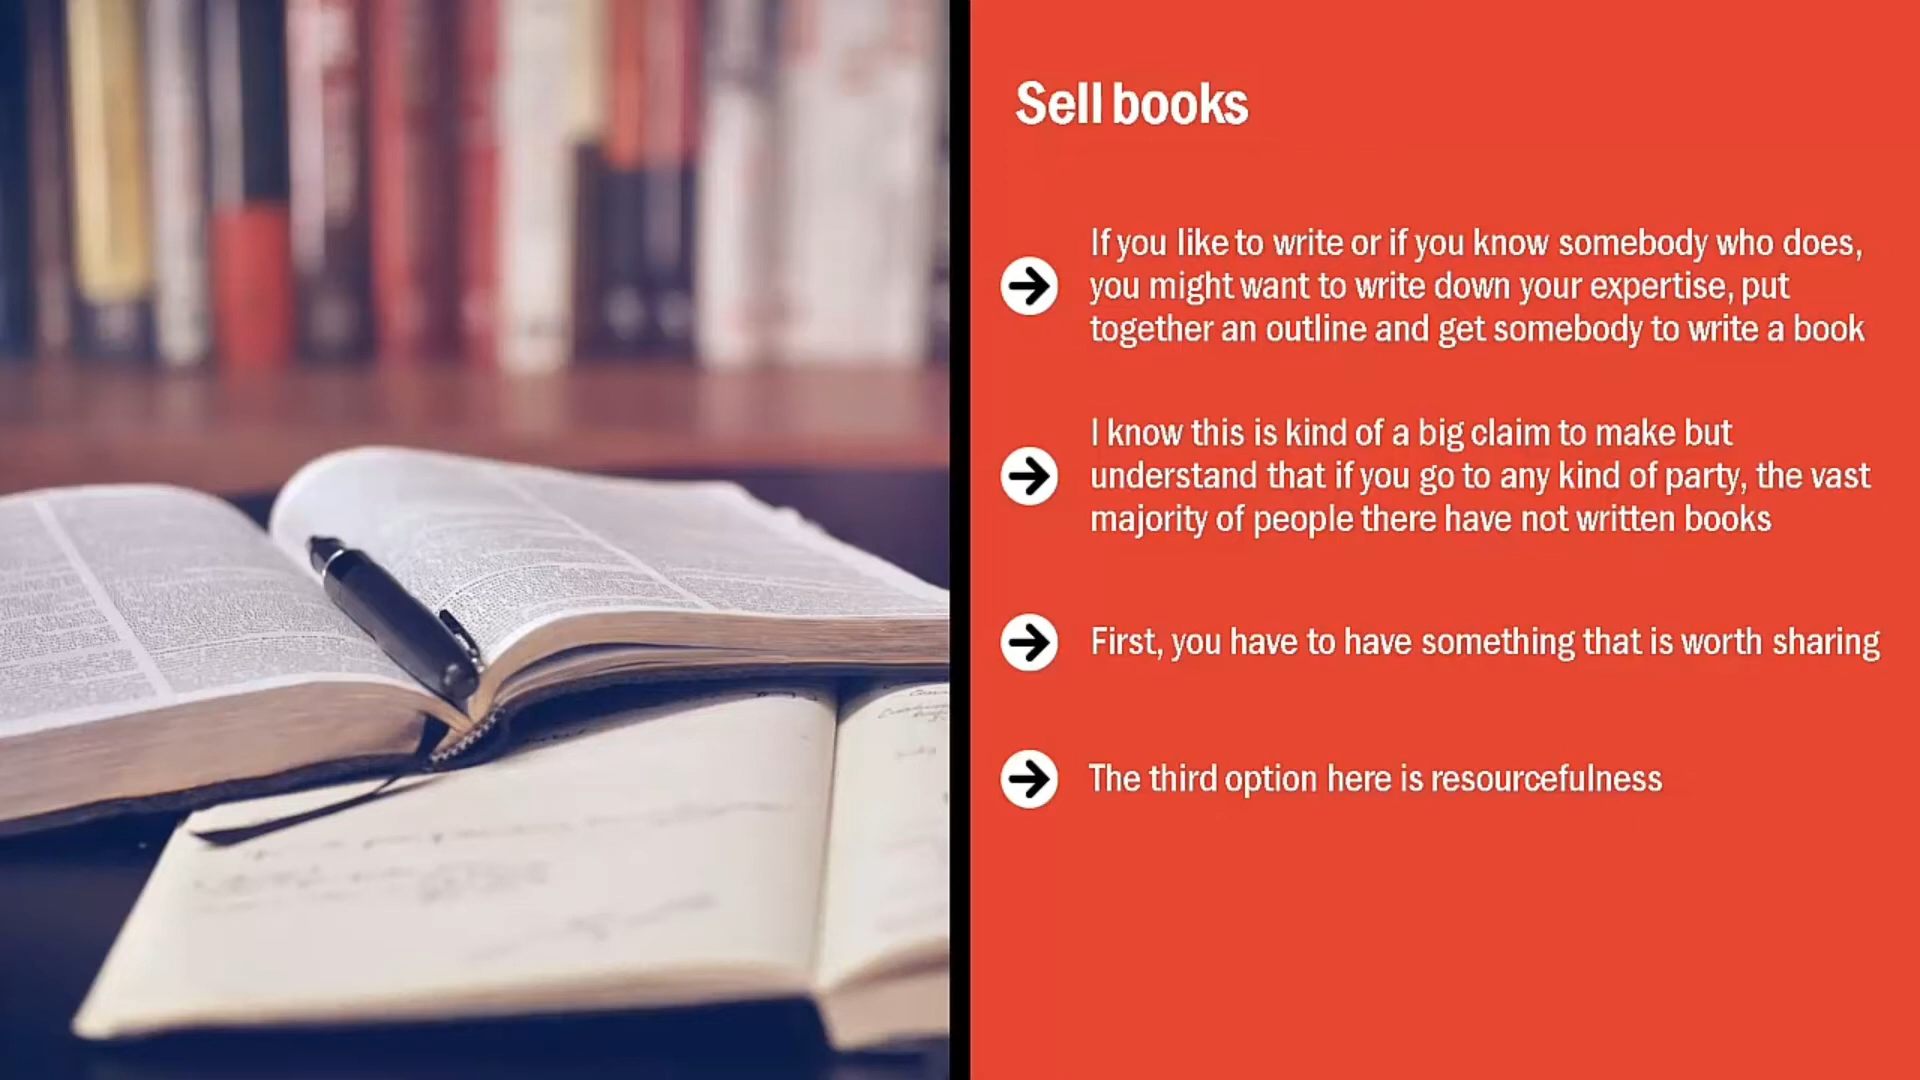 Sell books
If you like to write or if you know somebody who does,
you might want to write down your expertise, put
together an outline and get somebody to write a book
I know this is kind of a big claim to make but
understand that if you go to any kind of party, the vast
majority of people there have not written books
First, you have to have something that is worth sharing
The third option here is resourcefulness